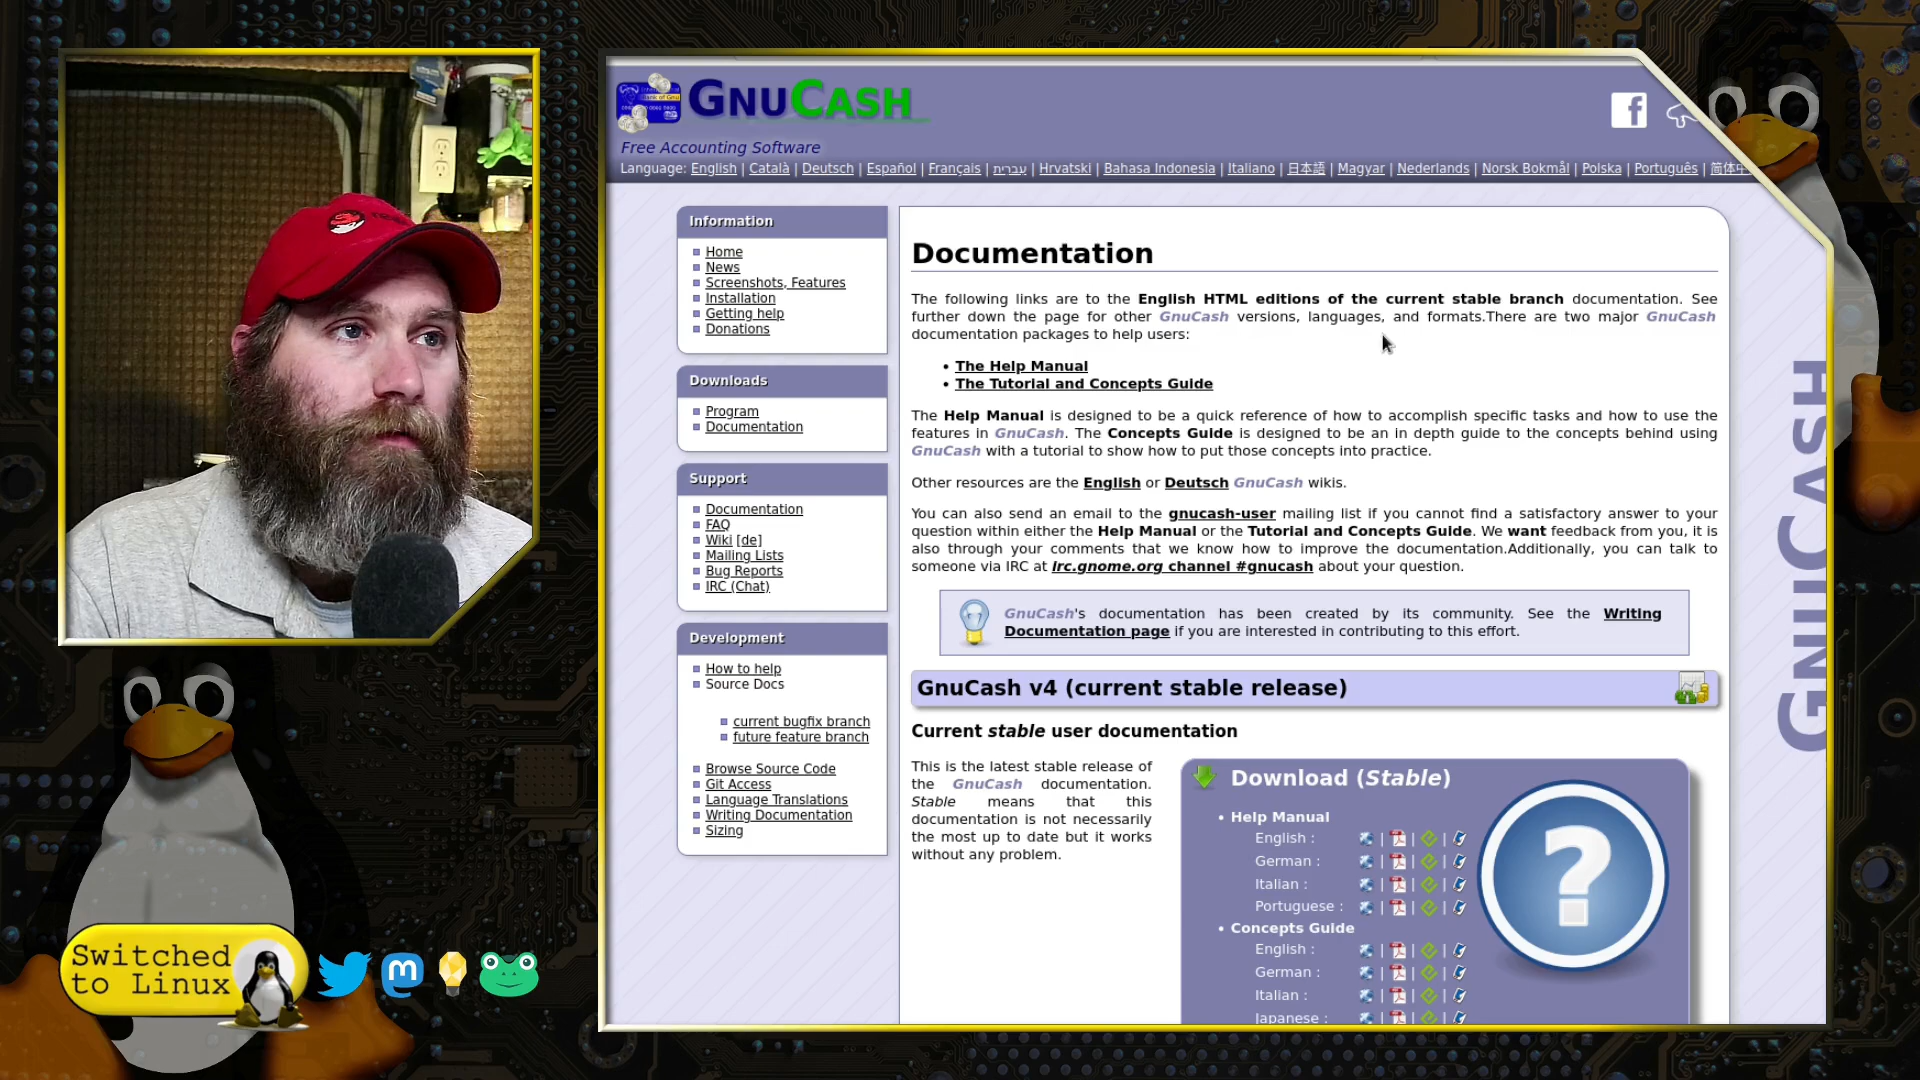 GNUCASH
Free Accounting Software
Language: English | Català | Deutsch | Español | Français | עברית | Hrvatski | Bahasa Indonesia | Italiano | 日本語 | Magyar | Nederlands | Norsk Bokmål | Polska | Português | 简体中
Information
Home
News
Screenshots, Features
Installation
Getting help
Donations
Downloads
Program
Documentation
Support
Documentation
FAQ
Wiki [de]
Mailing Lists
Bug Reports
IRC (Chat)
Development
How to help
Source Docs
current bugfix branch
future feature branch
Browse Source Code
Git Access
Language Translations
Writing Documentation
Sizing
Documentation
The following links are to the English HTML editions of the current stable branch documentation. See
further down the page for other GnuCash versions, languages, and formats.There are two major GnuCash
documentation packages to help users:
• The Help Manual
• The Tutorial and Concepts Guide
The Help Manual is designed to be a quick reference of how to accomplish specific tasks and how to use the
features in GnuCash. The Concepts Guide is designed to be an in depth guide to the concepts behind using
GnuCash with a tutorial to show how to put those concepts into practice.
Other resources are the English or Deutsch GnuCash wikis.
You can also send an email to the gnucash-user mailing list if you cannot find a satisfactory answer to your
question within either the Help Manual or the Tutorial and Concepts Guide. We want feedback from you, it is
also through your comments that we know how to improve the documentation.Additionally, you can talk to
someone via IRC at irc.gnome.org channel #gnucash about your question.
GnuCash's documentation has been created by its community. See the Writing
Documentation page if you are interested in contributing to this effort.
GnuCash v4 (current stable release)
Current stable user documentation
This is the latest stable release of
the GnuCash documentation.
Stable means that this
documentation is not necessarily
the most up to date but it works
without any problem.
Download (Stable)
• Help Manual
English : | | |
German : | | |
Italian : | | |
Portuguese : | | |
• Concepts Guide
English : | | |
German : | | |
Italian : | | |
Japanese : | | |
GNUCASH
Switched
to Linux